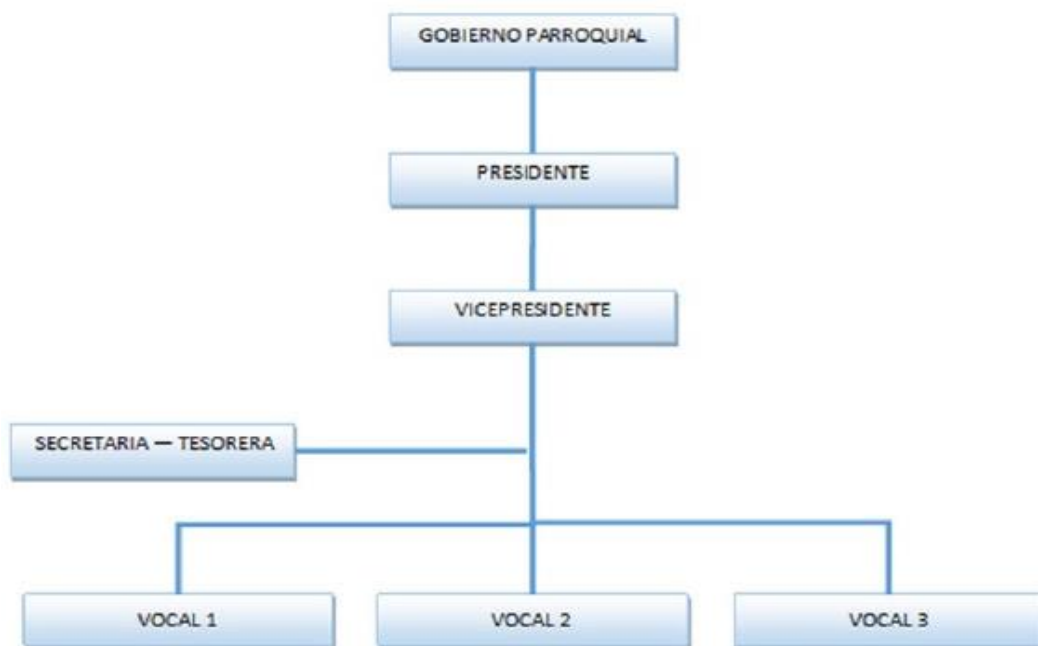 GOBIERNO PARROQUIAL
PRESIDENTE
VICEPRESIDENTE
SECRETARIA — TESORERA
VOCAL 1
VOCAL 2
VOCAL 3